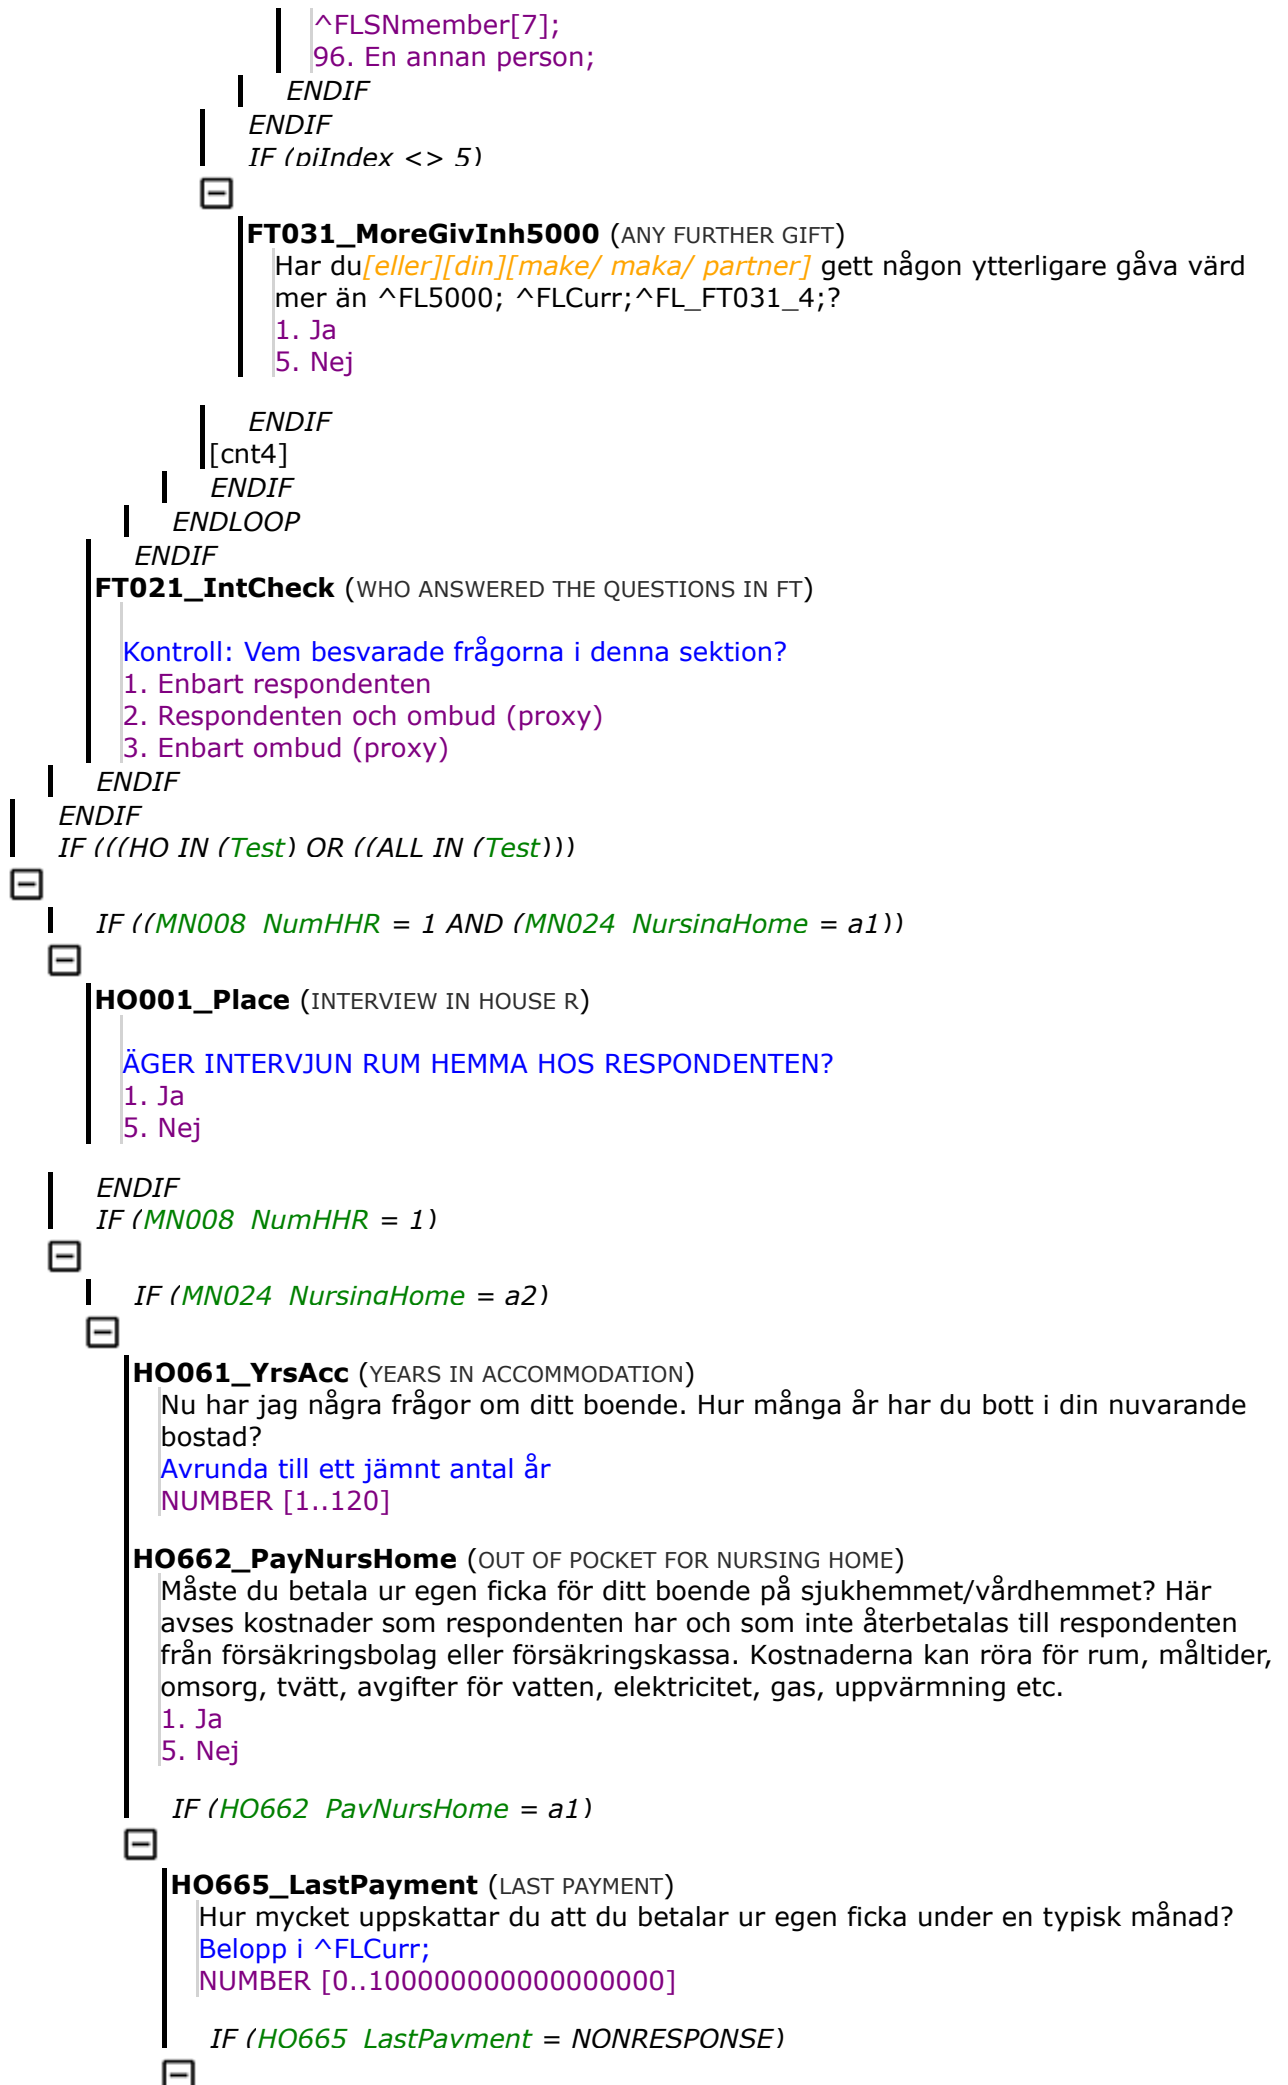 ^FLSNmember[7];
96. En annan person;
ENDIF
ENDIF
IF (piIndex <> 5)
FT031_MoreGivInh5000 (ANY FURTHER GIFT)
Har du[eller][din][make/ maka/ partner] gett någon ytterligare gåva värd
mer än ^FL5000; ^FLCurr;^FL_FT031_4;?
1. Ja
5. Nej
ENDIF
[cnt4]
ENDIF
ENDLOOP
ENDIF
FT021_IntCheck (WHO ANSWERED THE QUESTIONS IN FT)
Kontroll: Vem besvarade frågorna i denna sektion?
1. Enbart respondenten
2. Respondenten och ombud (proxy)
3. Enbart ombud (proxy)
ENDIF
ENDIF
IF (((HO IN (Test) OR ((ALL IN (Test)))
IF ((MN008_NumHHR = 1 AND (MN024_NursingHome = a1))
HO001_Place (INTERVIEW IN HOUSE R)
ÄGER INTERVJUN RUM HEMMA HOS RESPONDENTEN?
1. Ja
5. Nej
ENDIF
IF (MN008_NumHHR = 1)
IF (MN024_NursingHome = a2)
HO061_YrsAcc (YEARS IN ACCOMMODATION)
Nu har jag några frågor om ditt boende. Hur många år har du bott i din nuvarande
bostad?
Avrunda till ett jämnt antal år
NUMBER [1..120]
HO662_PayNursHome (OUT OF POCKET FOR NURSING HOME)
Måste du betala ur egen ficka för ditt boende på sjukhemmet/vårdhemmet? Här
avses kostnader som respondenten har och som inte återbetalas till respondenten
från försäkringsbolag eller försäkringskassa. Kostnaderna kan röra för rum, måltider,
omsorg, tvätt, avgifter för vatten, elektricitet, gas, uppvärmning etc.
1. Ja
5. Nej
IF (HO662_PayNursHome = a1)
HO665_LastPayment (LAST PAYMENT)
Hur mycket uppskattar du att du betalar ur egen ficka under en typisk månad?
Belopp i ^FLCurr;
NUMBER [0..100000000000000000]
IF (HO665_LastPayment = NONRESPONSE)